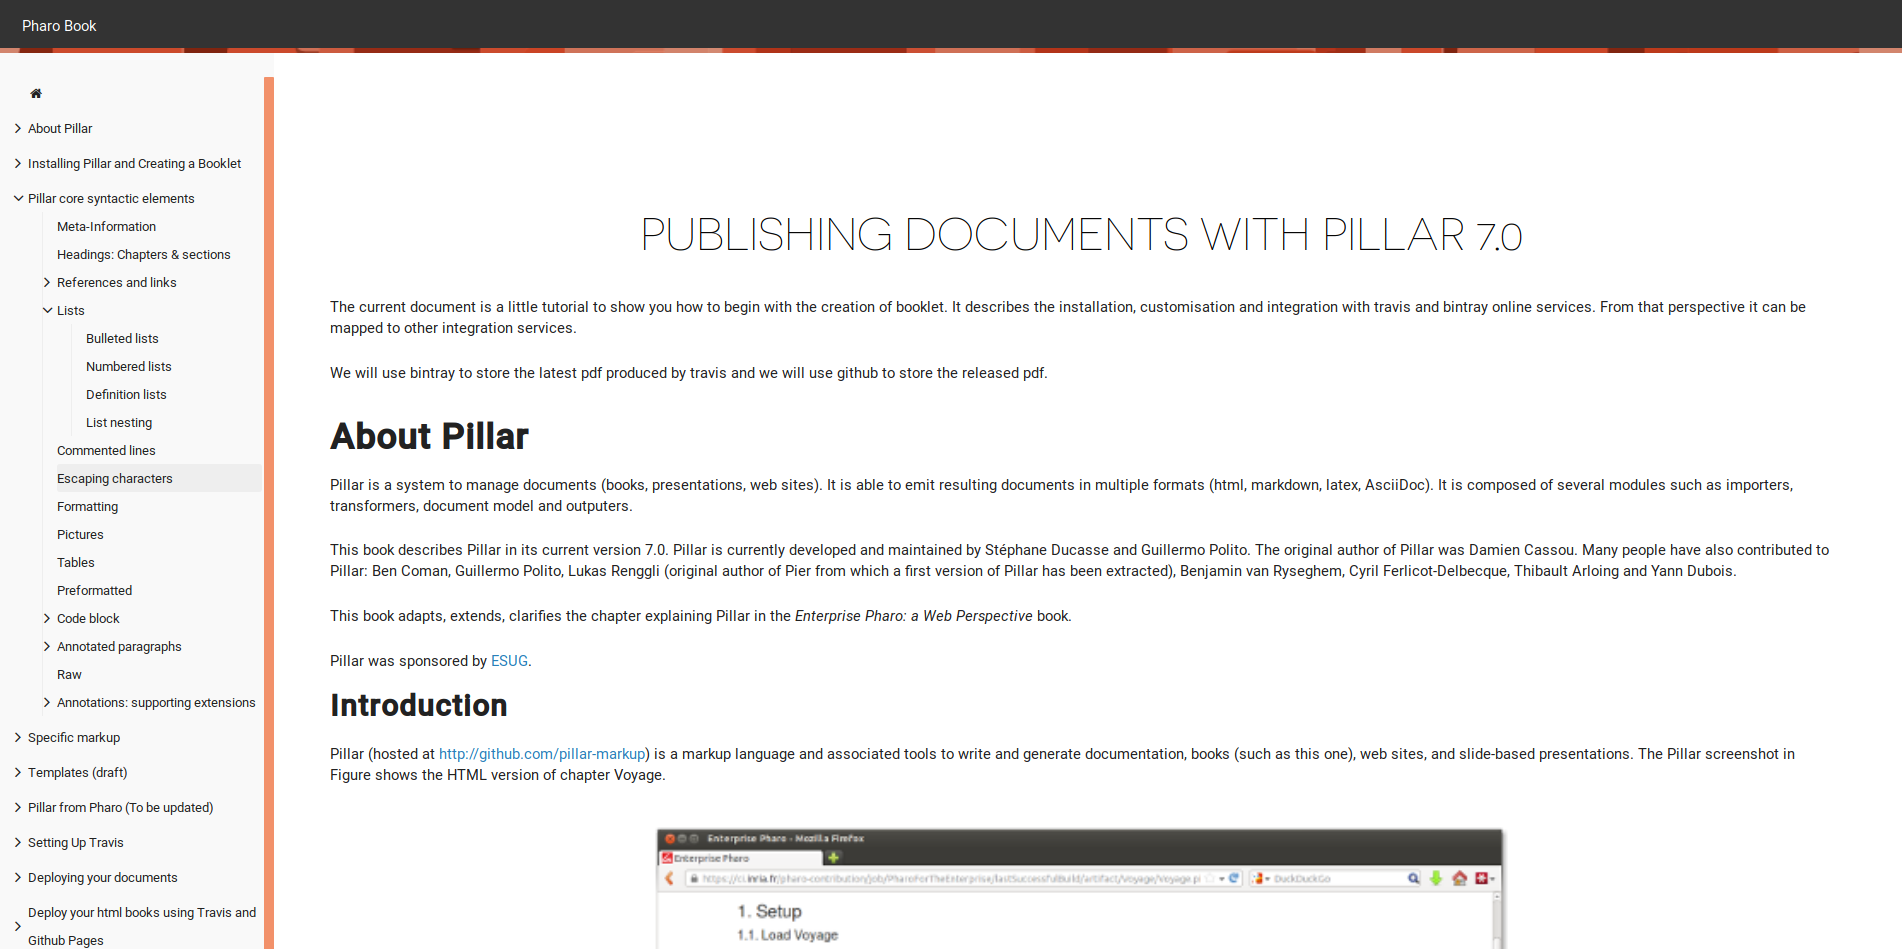 Pharo Book
About Pillar
Installing Pillar and Creating a Booklet
Pillar core syntactic elements
Meta-Information
Headings: Chapters & sections
References and links
Lists
Bulleted lists
Numbered lists
Definition lists
List nesting
Commented lines
Escaping characters
Formatting
Pictures
Tables
Preformatted
Code block
Annotated paragraphs
Raw
Annotations: supporting extensions
Specific markup
Templates (draft)
Pillar from Pharo (To be updated)
Setting Up Travis
Deploying your documents
Deploy your html books using Travis and
Github Pages
PUBLISHING DOCUMENTS WITH PILLAR 7.0
The current document is a little tutorial to show you how to begin with the creation of booklet. It describes the installation, customisation and integration with travis and bintray online services. From that perspective it can be
mapped to other integration services.
We will use bintray to store the latest pdf produced by travis and we will use github to store the released pdf.
About Pillar
Pillar is a system to manage documents (books, presentations, web sites). It is able to emit resulting documents in multiple formats (html, markdown, latex, AsciiDoc). It is composed of several modules such as importers,
transformers, document model and outputers.
This book describes Pillar in its current version 7.0. Pillar is currently developed and maintained by Stéphane Ducasse and Guillermo Polito. The original author of Pillar was Damien Cassou. Many people have also contributed to
Pillar: Ben Coman, Guillermo Polito, Lukas Renggli (original author of Pier from which a first version of Pillar has been extracted), Benjamin van Ryseghem, Cyril Ferlicot-Delbecque, Thibault Arloing and Yann Dubois.
This book adapts, extends, clarifies the chapter explaining Pillar in the Enterprise Pharo: a Web Perspective book.
Pillar was sponsored by ESUG.
Introduction
Pillar (hosted at http://github.com/pillar-markup) is a markup language and associated tools to write and generate documentation, books (such as this one), web sites, and slide-based presentations. The Pillar screenshot in
Figure shows the HTML version of chapter Voyage.
Enterprise Pharo - Mozilla Firefox
Enterprise Pharo
https://ci.inria.fr/pharo-contribution/job/PharoForTheEnterprise/lastSuccessfulBuild/artifact/Voyage/Voyage.pi
DuckDuckGo
1. Setup
1.1. Load Voyage